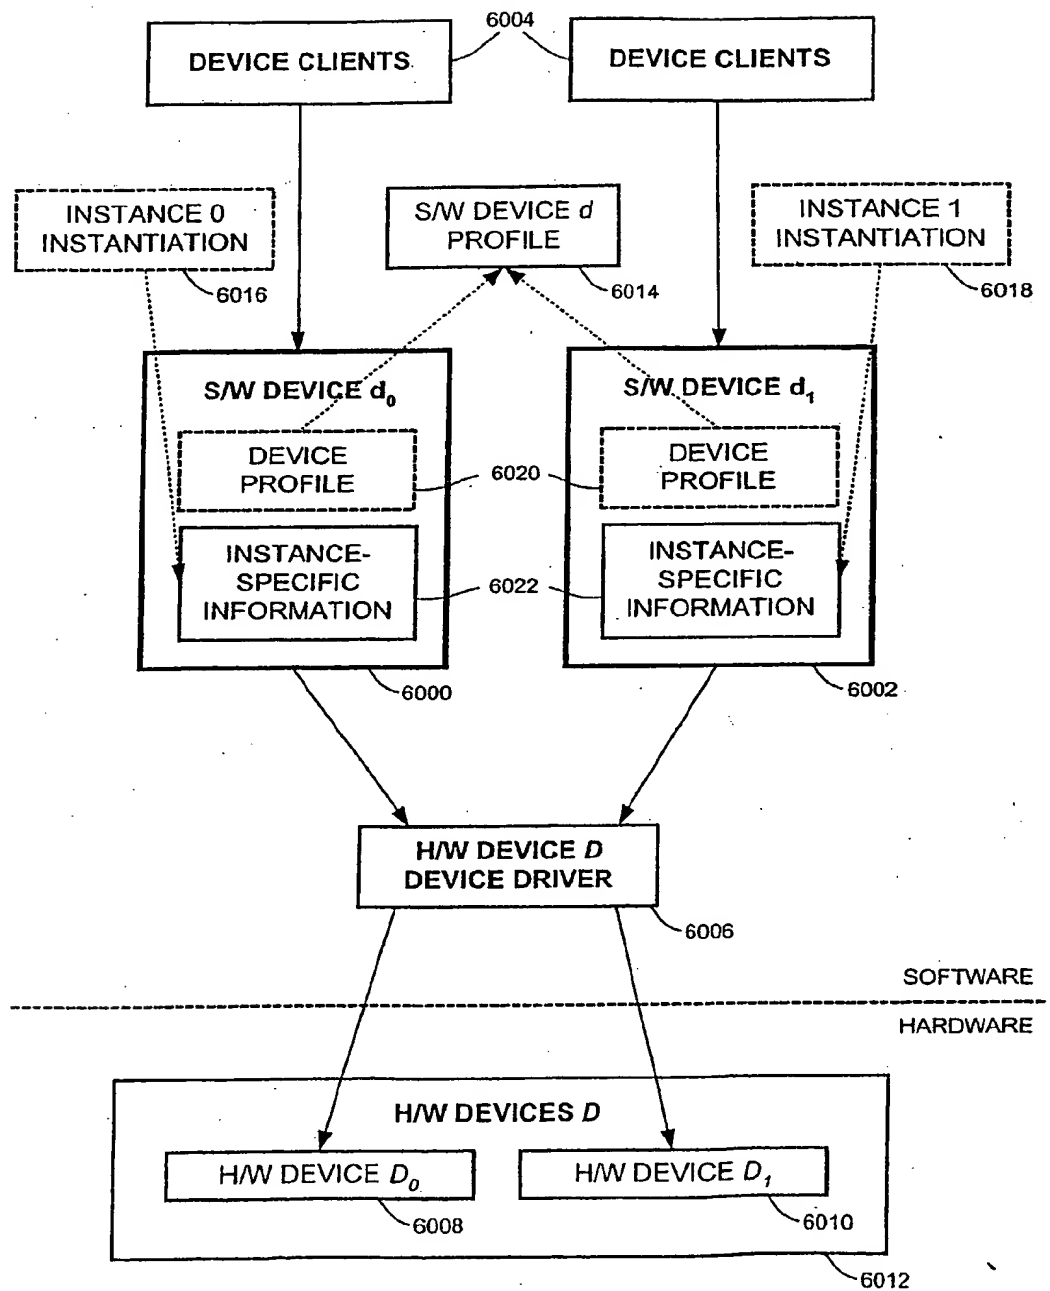 6004
DEVICE CLIENTS
DEVICE CLIENTS
INSTANCE 0
INSTANTIATION
6016
S/W DEVICE d
PROFILE
6014
INSTANCE 1
INSTANTIATION
6018
S/W DEVICE d0
DEVICE
PROFILE
6020
INSTANCE-
SPECIFIC
INFORMATION
6022
6000
S/W DEVICE d1
DEVICE
PROFILE
INSTANCE-
SPECIFIC
INFORMATION
6002
H/W DEVICE D
DEVICE DRIVER
6006
SOFTWARE
HARDWARE
H/W DEVICES D
H/W DEVICE D0
6008
H/W DEVICE D1
6010
6012